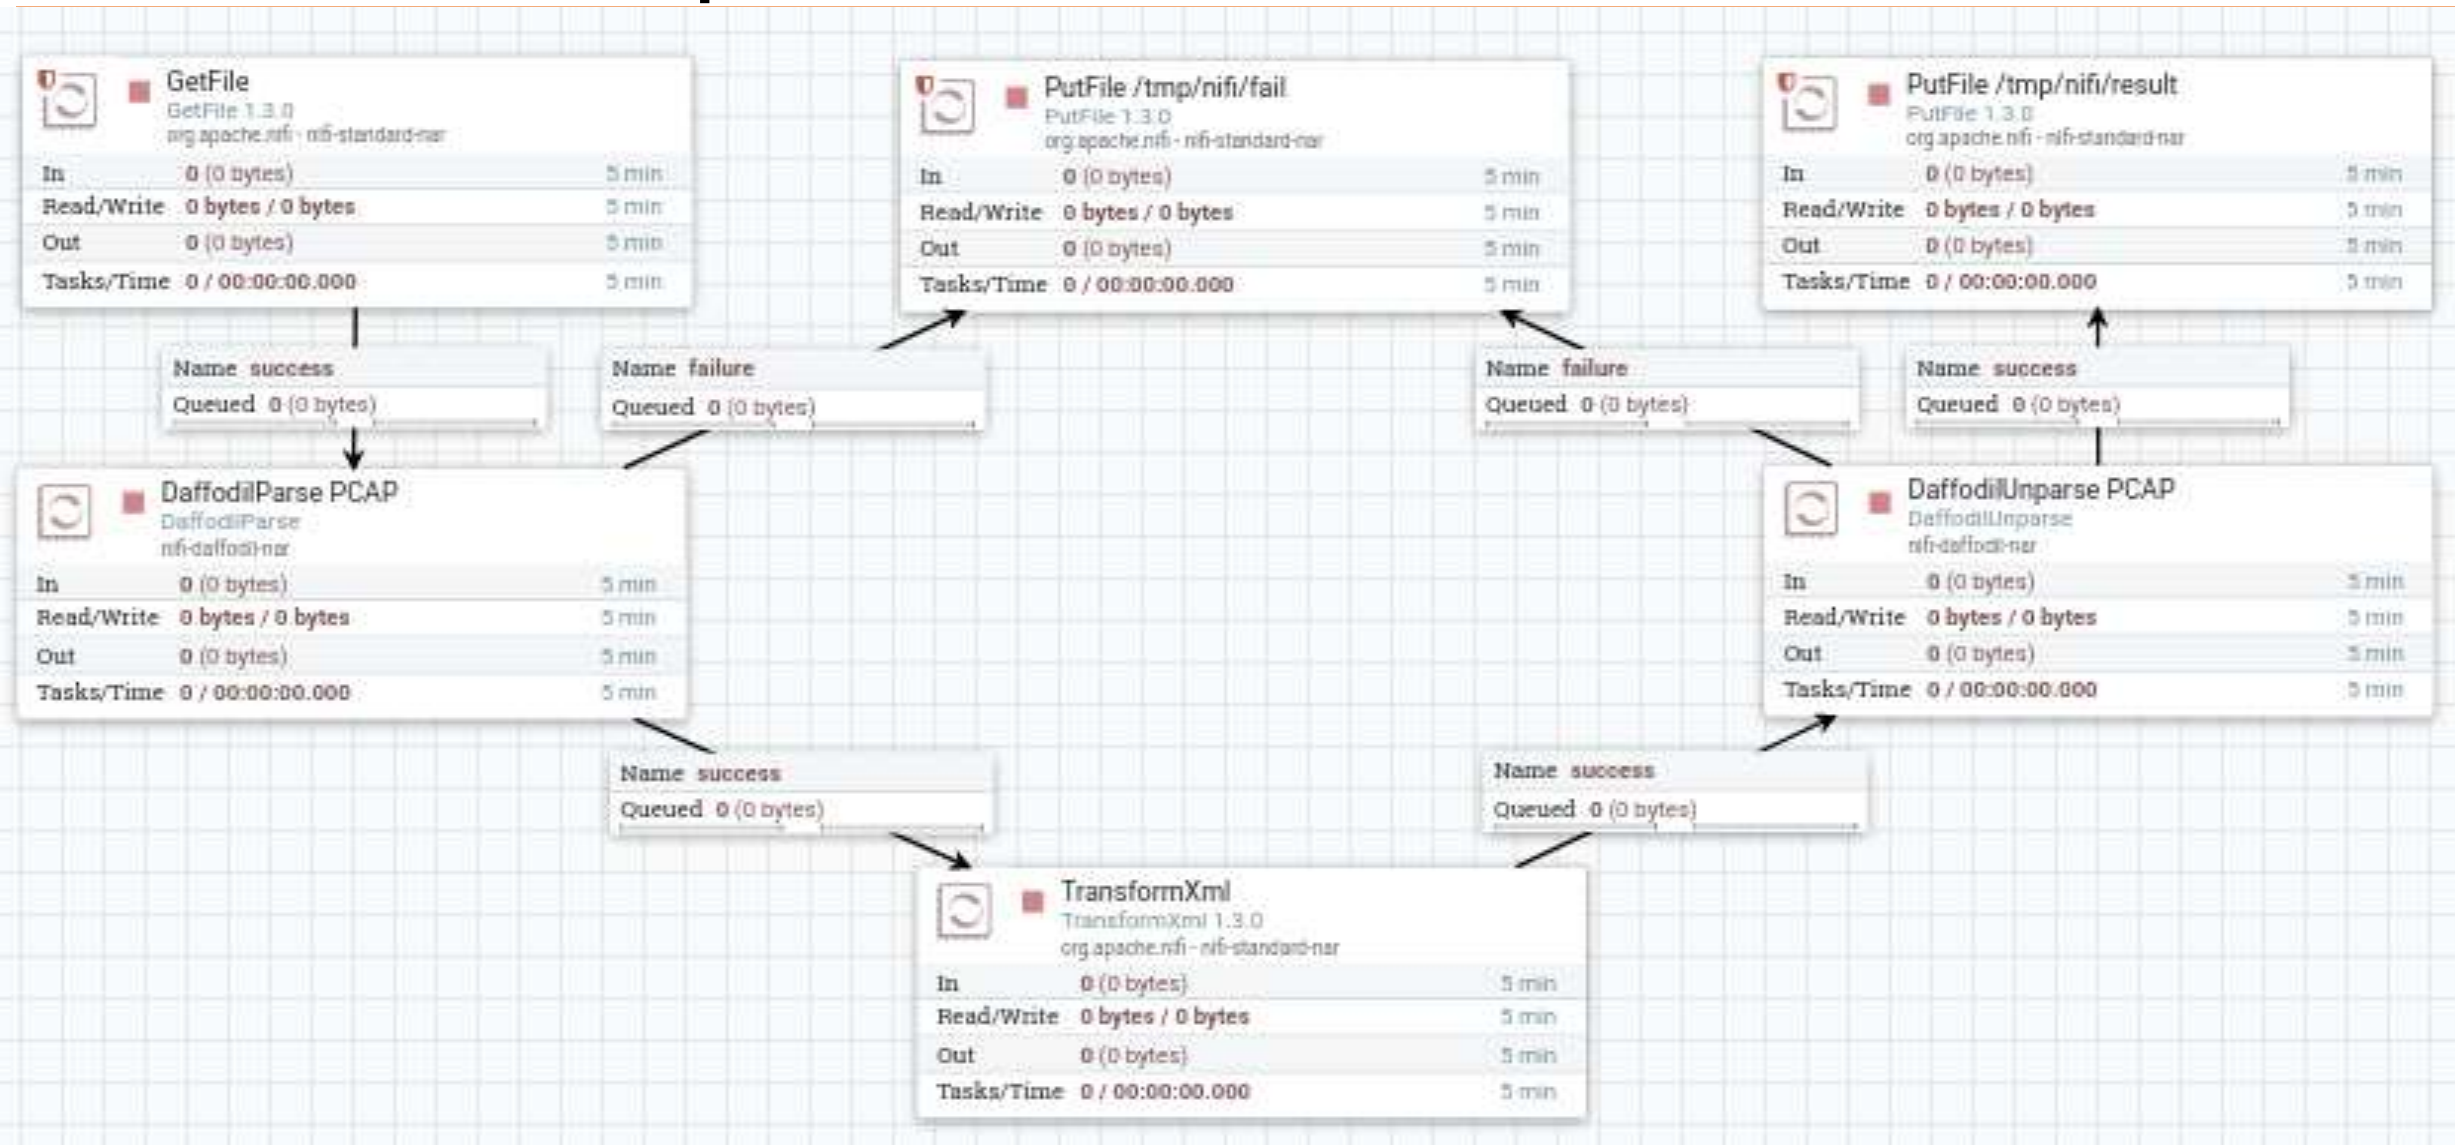 GetFile
GetFile 1.3.0
org.apache.nifi - nifi-standard-nar
In 0 (0 bytes) 5 min
Read/Write 0 bytes / 0 bytes 5 min
Out 0 (0 bytes) 5 min
Tasks/Time 0 / 00:00:00.000 5 min
PutFile /tmp/nifi/fail
PutFile 1.3.0
org.apache.nifi - nifi-standard-nar
In 0 (0 bytes) 5 min
Read/Write 0 bytes / 0 bytes 5 min
Out 0 (0 bytes) 5 min
Tasks/Time 0 / 00:00:00.000 5 min
PutFile /tmp/nifi/result
PutFile 1.3.0
org.apache.nifi - nifi-standard-nar
In 0 (0 bytes) 5 min
Read/Write 0 bytes / 0 bytes 5 min
Out 0 (0 bytes) 5 min
Tasks/Time 0 / 00:00:00.000 5 min
Name success
Queued 0 (0 bytes)
Name failure
Queued 0 (0 bytes)
Name failure
Queued 0 (0 bytes)
Name success
Queued 0 (0 bytes)
DaffodilParse PCAP
DaffodilParse
nifi-daffodil-nar
In 0 (0 bytes) 5 min
Read/Write 0 bytes / 0 bytes 5 min
Out 0 (0 bytes) 5 min
Tasks/Time 0 / 00:00:00.000 5 min
DaffodilUnparse PCAP
DaffodilUnparse
nifi-daffodil-nar
In 0 (0 bytes) 5 min
Read/Write 0 bytes / 0 bytes 5 min
Out 0 (0 bytes) 5 min
Tasks/Time 0 / 00:00:00.000 5 min
Name success
Queued 0 (0 bytes)
Name success
Queued 0 (0 bytes)
TransformXml
TransformXml 1.3.0
org.apache.nifi - nifi-standard-nar
In 0 (0 bytes) 5 min
Read/Write 0 bytes / 0 bytes 5 min
Out 0 (0 bytes) 5 min
Tasks/Time 0 / 00:00:00.000 5 min